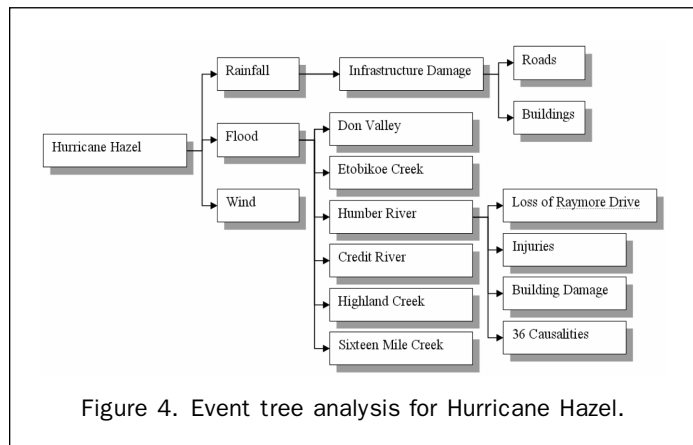 Hurricane Hazel
Rainfall
Flood
Wind
Infrastructure Damage
Roads
Buildings
Don Valley
Etobikoe Creek
Humber River
Credit River
Highland Creek
Sixteen Mile Creek
Loss of Raymore Drive
Injuries
Building Damage
36 Causalities
Figure 4. Event tree analysis for Hurricane Hazel.